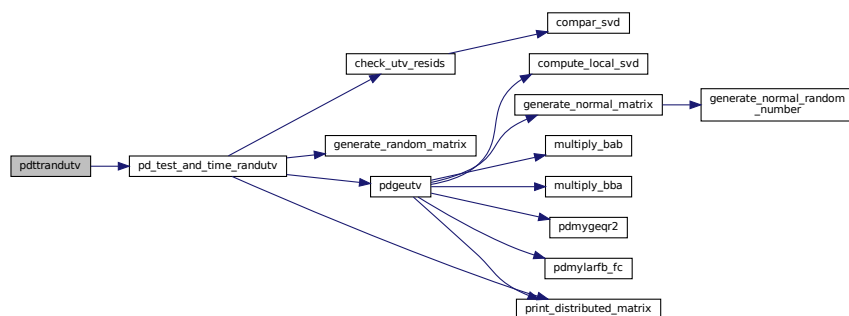 compar_svd
check_utv_resids
compute_local_svd
generate_normal_matrix
generate_normal_random
_number
generate_random_matrix
multiply_bab
pdttrandutv
pd_test_and_time_randutv
pdgeutv
multiply_bba
pdmygeqr2
pdmylarfb_fc
print_distributed_matrix